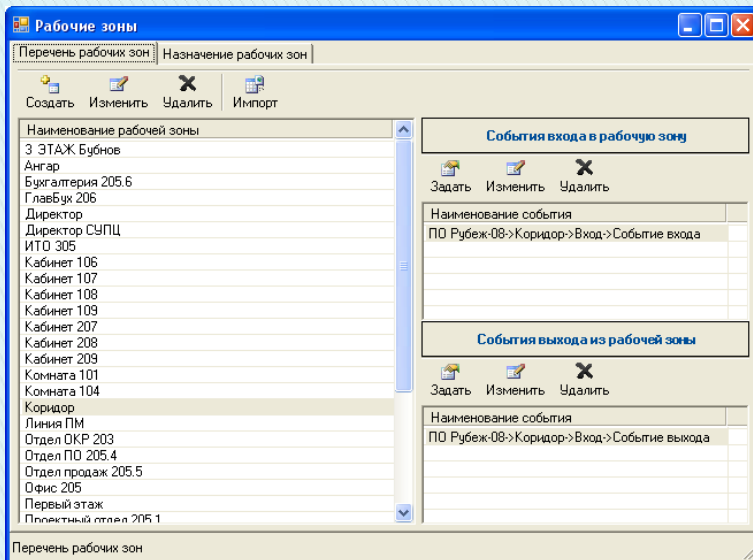 Рабочие зоны
Перечень рабочих зон
Назначение рабочих зон
Создать
Изменить
Удалить
Импорт
Наименование рабочей зоны
3 ЭТАЖ Бубнов
Ангар
Бухгалтерия 205.6
ГлавБух 206
Директор
Директор СУПЦ
ИТО 305
Кабинет 106
Кабинет 107
Кабинет 108
Кабинет 109
Кабинет 207
Кабинет 208
Кабинет 209
Комната 101
Комната 104
Коридор
Линия ПМ
Отдел ОКР 203
Отдел ПО 205.4
Отдел продаж 205.5
Офис 205
Первый этаж
Проектный отдел 205.1
События входа в рабочую зону
Задать
Изменить
Удалить
Наименование события
ПО Рубеж-08->Коридор->Вход->Событие входа
События выхода из рабочей зоны
Задать
Изменить
Удалить
Наименование события
ПО Рубеж-08->Коридор->Вход->Событие выхода
Перечень рабочих зон